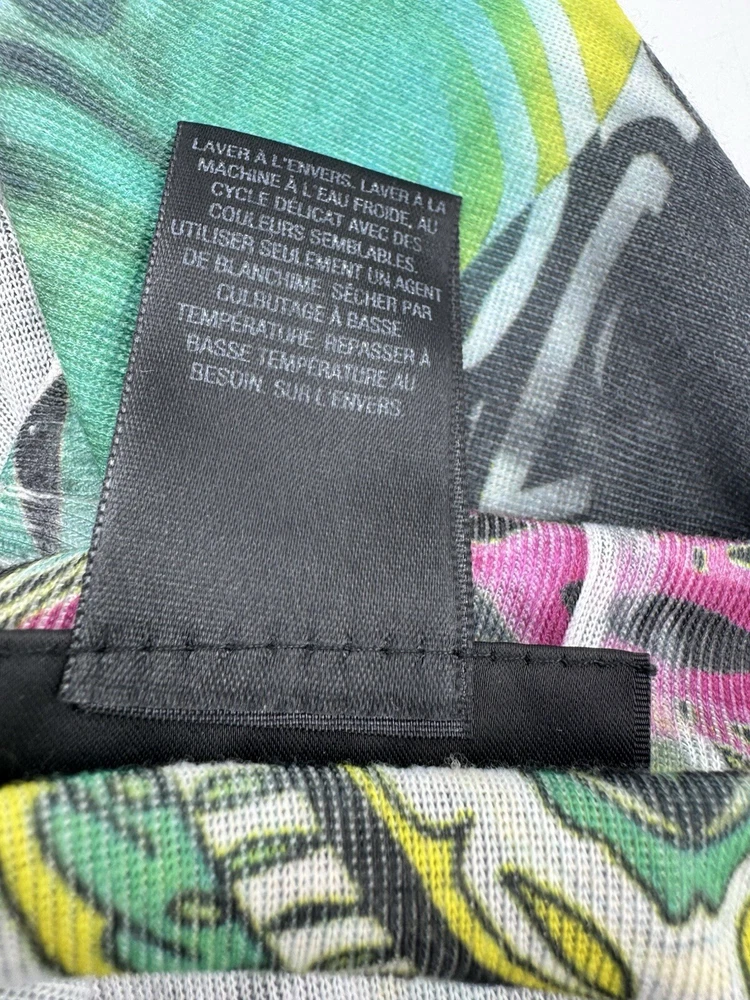 LAVER À L'ENVERS. LAVER À LA
MACHINE À L'EAU FROIDE, AU
CYCLE DÉLICAT AVEC DES
COULEURS SEMBLABLES.
UTILISER SEULEMENT UN AGENT
DE BLANCHIME. SÉCHER PAR
CULBUTAGE À BASSE
TEMPÉRATURE. REPASSER À
BASSE TEMPÉRATURE AU
BESOIN. SUR L'ENVERS.